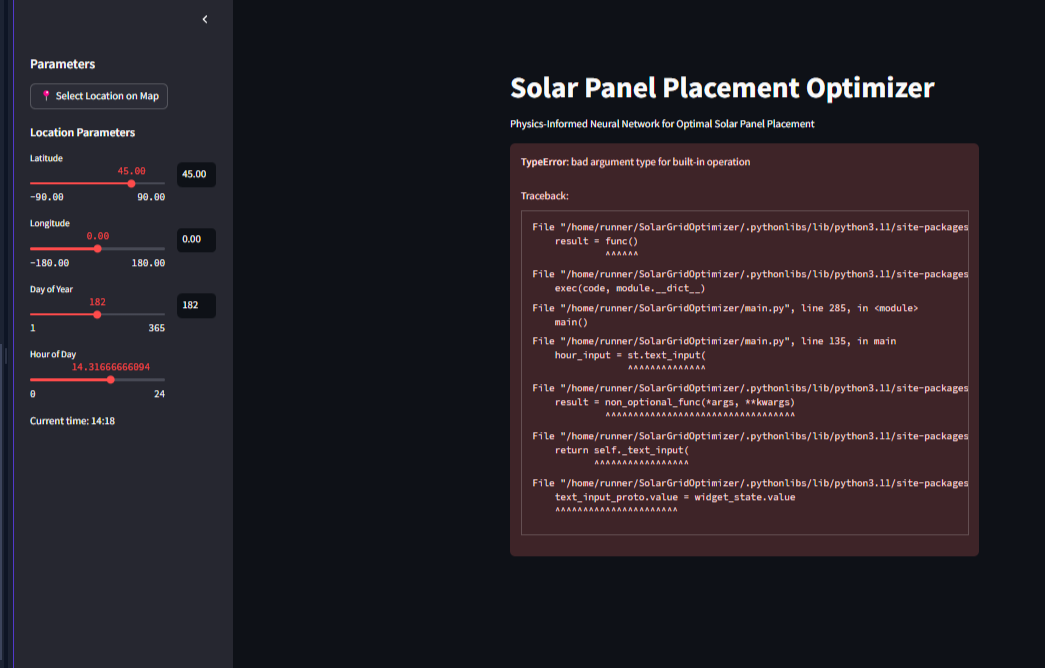 Parameters
Select Location on Map
Location Parameters
Latitude
45.00
45.00
-90.00 90.00
Longitude
0.00
0.00
-180.00 180.00
Day of Year
182
182
1 365
Hour of Day
14.31666666094
0 24
Current time: 14:18
Solar Panel Placement Optimizer
Physics-Informed Neural Network for Optimal Solar Panel Placement
TypeError: bad argument type for built-in operation
Traceback:
File "/home/runner/SolarGridOptimizer/.pythonlibs/lib/python3.11/site-packages
result = func()
^^^^^^
File "/home/runner/SolarGridOptimizer/.pythonlibs/lib/python3.11/site-packages
exec(code, module.__dict__)
File "/home/runner/SolarGridOptimizer/main.py", line 285, in <module>
main()
File "/home/runner/SolarGridOptimizer/main.py", line 135, in main
hour_input = st.text_input(
^^^^^^^^^^^^^^
File "/home/runner/SolarGridOptimizer/.pythonlibs/lib/python3.11/site-packages
result = non_optional_func(*args, **kwargs)
^^^^^^^^^^^^^^^^^^^^^^^^^^^^^^^^^^
File "/home/runner/SolarGridOptimizer/.pythonlibs/lib/python3.11/site-packages
return self._text_input(
^^^^^^^^^^^^^^^^^
File "/home/runner/SolarGridOptimizer/.pythonlibs/lib/python3.11/site-packages
text_input_proto.value = widget_state.value
^^^^^^^^^^^^^^^^^^^^^^